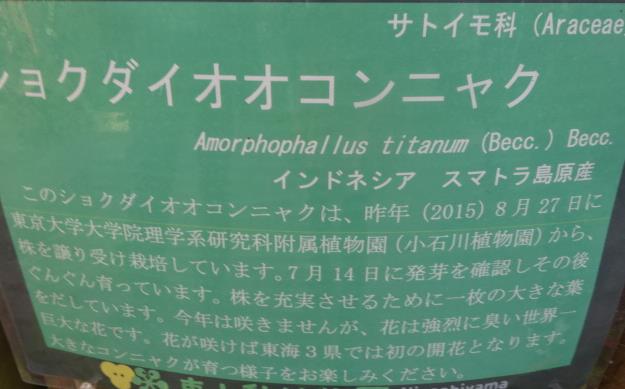 サトイモ科 (Araceae
ショクダイオオコンニャク
Amorphophallus titanum (Becc.) Becc.
インドネシア　スマトラ島原産
このショクダイオオコンニャクは、昨年 (2015) 8月27日に
東京大学大学院理学系研究科附属植物園(小石川植物園)から、
株を譲り受け栽培しています。7月14日に発芽を確認しその後
ぐんぐん育っています。株を充実させるために一枚の大きな葉
をだしています。今年は咲きませんが、花は強烈に臭い世界一
巨大な花です。花が咲けば東海3県では初の開花となります。
大きなコンニャクが育つ様子をお楽しみください。